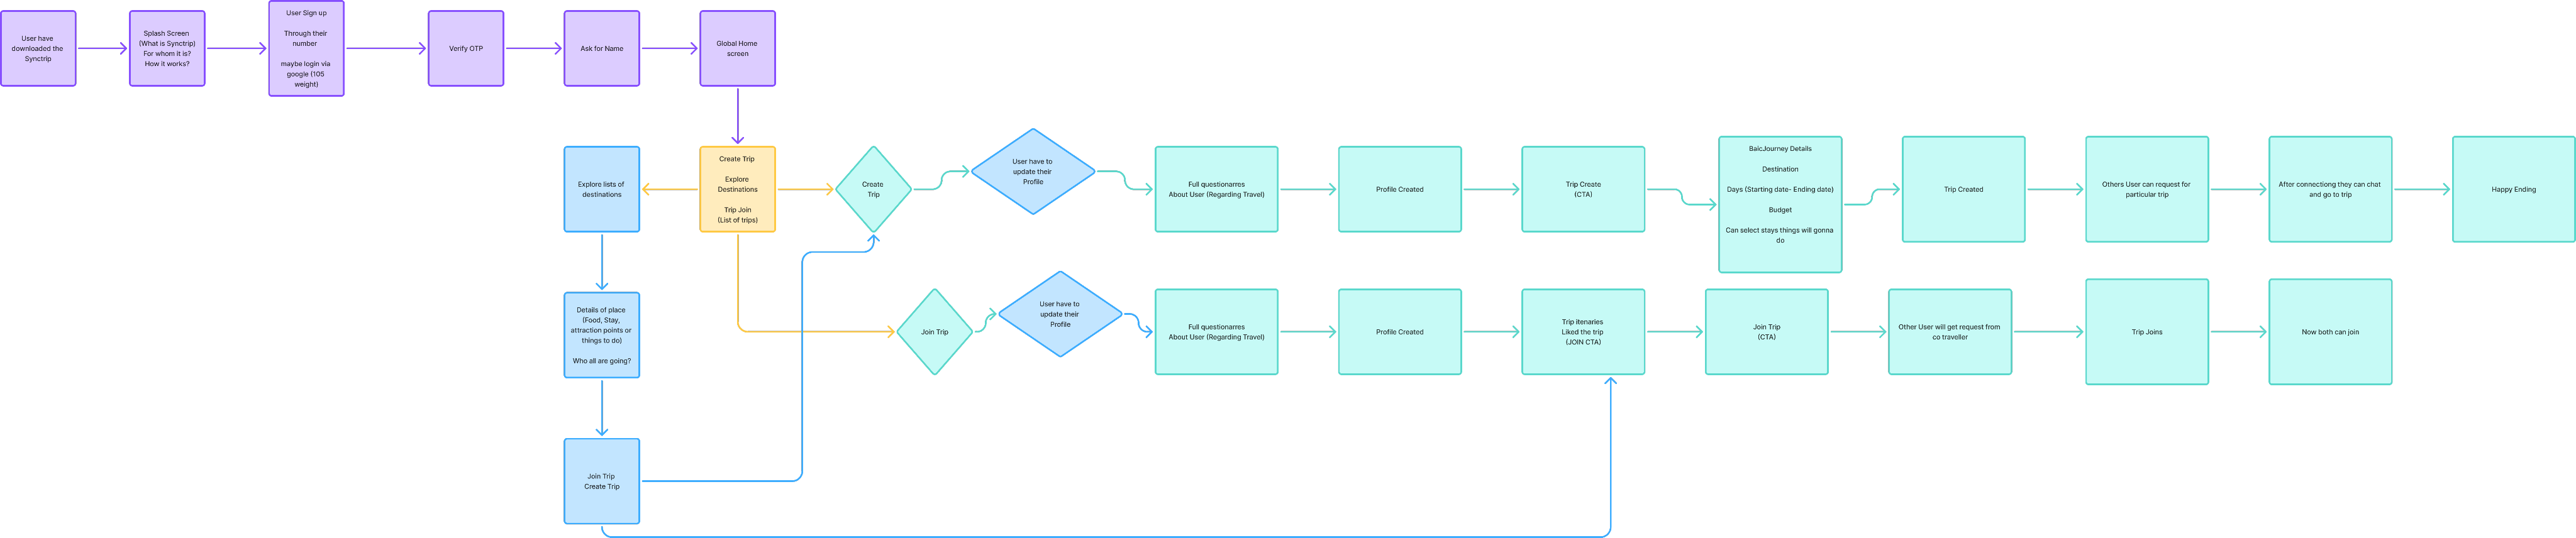 User have
downloaded the
Synctrip
Splash Screen
(What is Synctrip)
For whom it is?
How it works?
User Sign up
Through their
number
maybe login via
google (105
weight)
Verify OTP
Ask for Name
Global Home
screen
Explore lists of
destinations
Create Trip
Explore
Destinations
Trip Join
(List of trips)
Create
Trip
User have to
update their
Profile
Full questionarres
About User (Regarding Travel)
Profile Created
Trip Create
(CTA)
BaicJourney Details
Destination
Days (Starting date- Ending date)
Budget
Can select stays things will gonna
do
Trip Created
Others User can request for
particular trip
After connectiong they can chat
and go to trip
Happy Ending
Details of place
(Food, Stay,
attraction points or
things to do)
Who all are going?
Join Trip
User have to
update their
Profile
Full questionarres
About User (Regarding Travel)
Profile Created
Trip itenaries
Liked the trip
(JOIN CTA)
Join Trip
(CTA)
Other User will get request from
co traveller
Trip Joins
Now both can join
Join Trip
Create Trip